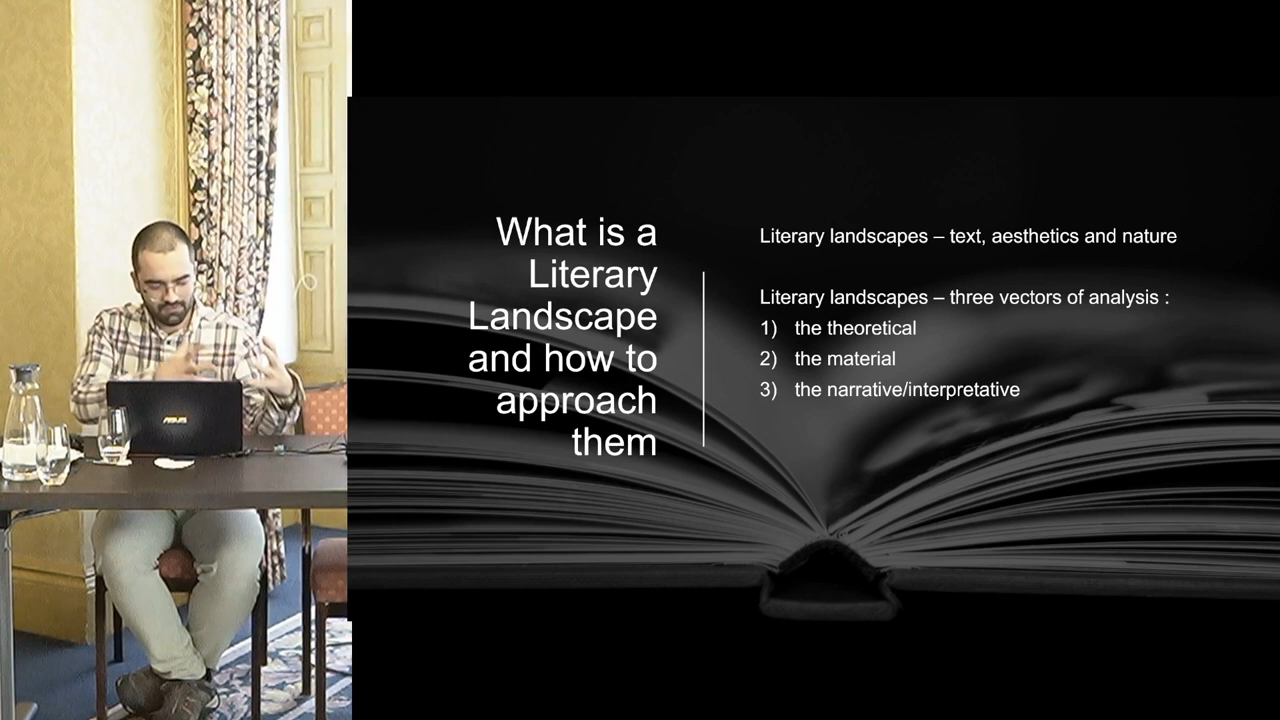 What is a
Literary
Landscape
and how to
approach
them
Literary landscapes – text, aesthetics and nature
Literary landscapes – three vectors of analysis :
1) the theoretical
2) the material
3) the narrative/interpretative
ASUS